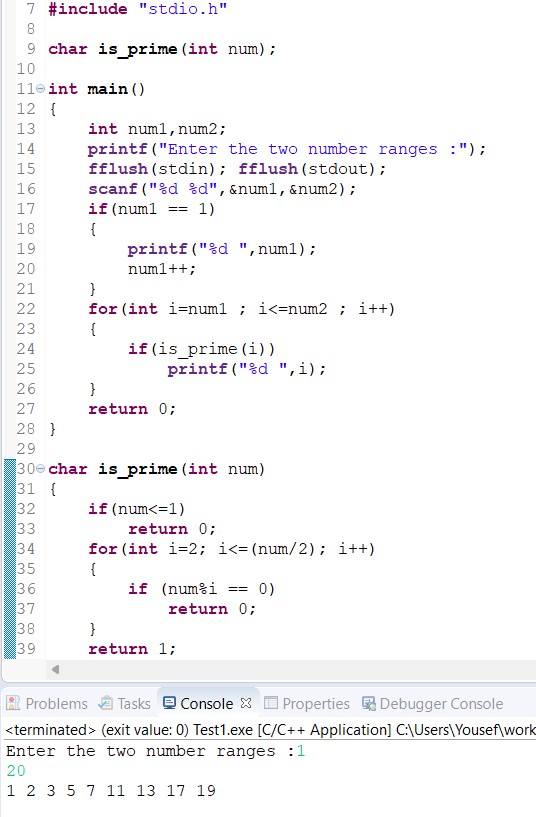 7 #include "stdio.h"
8
9 char is_prime(int num);
10
11 int main()
12 {
13 int num1,num2;
14 printf("Enter the two number ranges :");
15 fflush(stdin); fflush(stdout);
16 scanf("%d %d",&num1,&num2);
17 if(num1 == 1)
18 {
19 printf("%d ",num1);
20 num1++;
21 }
22 for(int i=num1 ; i<=num2 ; i++)
23 {
24 if(is_prime(i))
25 printf("%d ",i);
26 }
27 return 0;
28 }
29
30 char is_prime(int num)
31 {
32 if(num<=1)
33 return 0;
34 for(int i=2; i<=(num/2); i++)
35 {
36 if (num%i == 0)
37 return 0;
38 }
39 return 1;
Problems Tasks Console Properties Debugger Console
<terminated> (exit value: 0) Test1.exe [C/C++ Application] C:\Users\Yousef\work
Enter the two number ranges :1
20
1 2 3 5 7 11 13 17 19